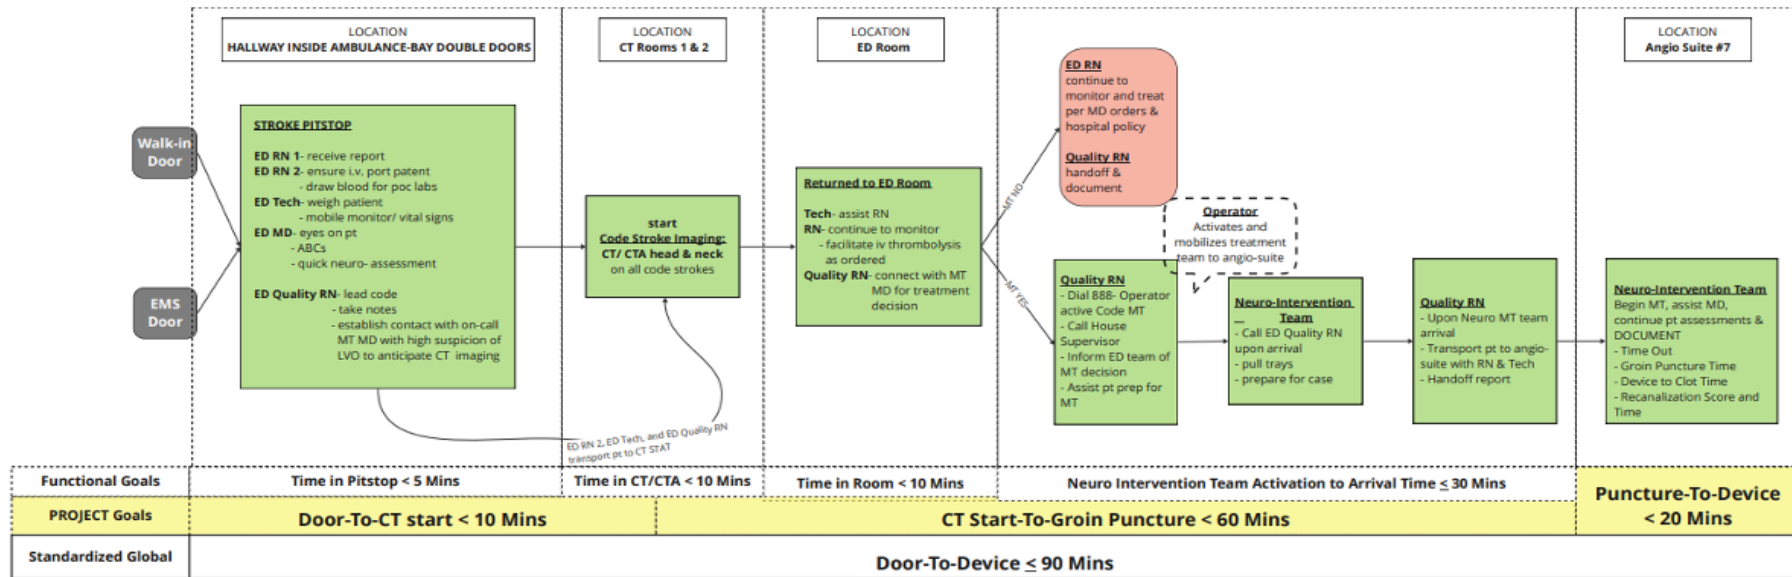 LOCATION
HALLWAY INSIDE AMBULANCE-BAY DOUBLE DOORS
LOCATION
CT Rooms 1 & 2
LOCATION
ED Room
LOCATION
Angio Suite #7
Walk-in
Door
EMS
Door
STROKE PITSTOP
ED RN 1- receive report
ED RN 2- ensure i.v. port patent
- draw blood for poc labs
ED Tech- weigh patient
- mobile monitor/ vital signs
ED MD- eyes on pt
- ABCs
- quick neuro- assessment
ED Quality RN- lead code
- take notes
- establish contact with on-call
MT MD with high suspicion of
LVO to anticipate CT imaging
ED RN 2, ED Tech, and ED Quality RN
transport pt to CT STAT
start
Code Stroke Imaging:
CT/ CTA head & neck
on all code strokes
Returned to ED Room
Tech- assist RN
RN- continue to monitor
- facilitate iv thrombolysis
as ordered
Quality RN- connect with MT
MD for treatment
decision
MT NO
MT YES
ED RN
continue to
monitor and treat
per MD orders &
hospital policy
Quality RN
handoff &
document
Operator
Activates and
mobilizes treatment
team to angio-suite
Quality RN
- Dial 888- Operator
active Code MT
- Call House
Supervisor
- Inform ED team of
MT decision
- Assist pt prep for
MT
Neuro-Intervention
Team
- Call ED Quality RN
upon arrival
- pull trays
- prepare for case
Quality RN
- Upon Neuro MT team
arrival
- Transport pt to angio-
suite with RN & Tech
- Handoff report
Neuro-Intervention Team
Begin MT, assist MD,
continue pt assessments &
DOCUMENT
- Time Out
- Groin Puncture Time
- Device to Clot Time
- Recanalization Score and
Time
Functional Goals
Time in Pitstop < 5 Mins
Time in CT/CTA < 10 Mins
Time in Room < 10 Mins
Neuro Intervention Team Activation to Arrival Time ≤ 30 Mins
PROJECT Goals
Door-To-CT start < 10 Mins
CT Start-To-Groin Puncture < 60 Mins
Puncture-To-Device
< 20 Mins
Standardized Global
Door-To-Device ≤ 90 Mins